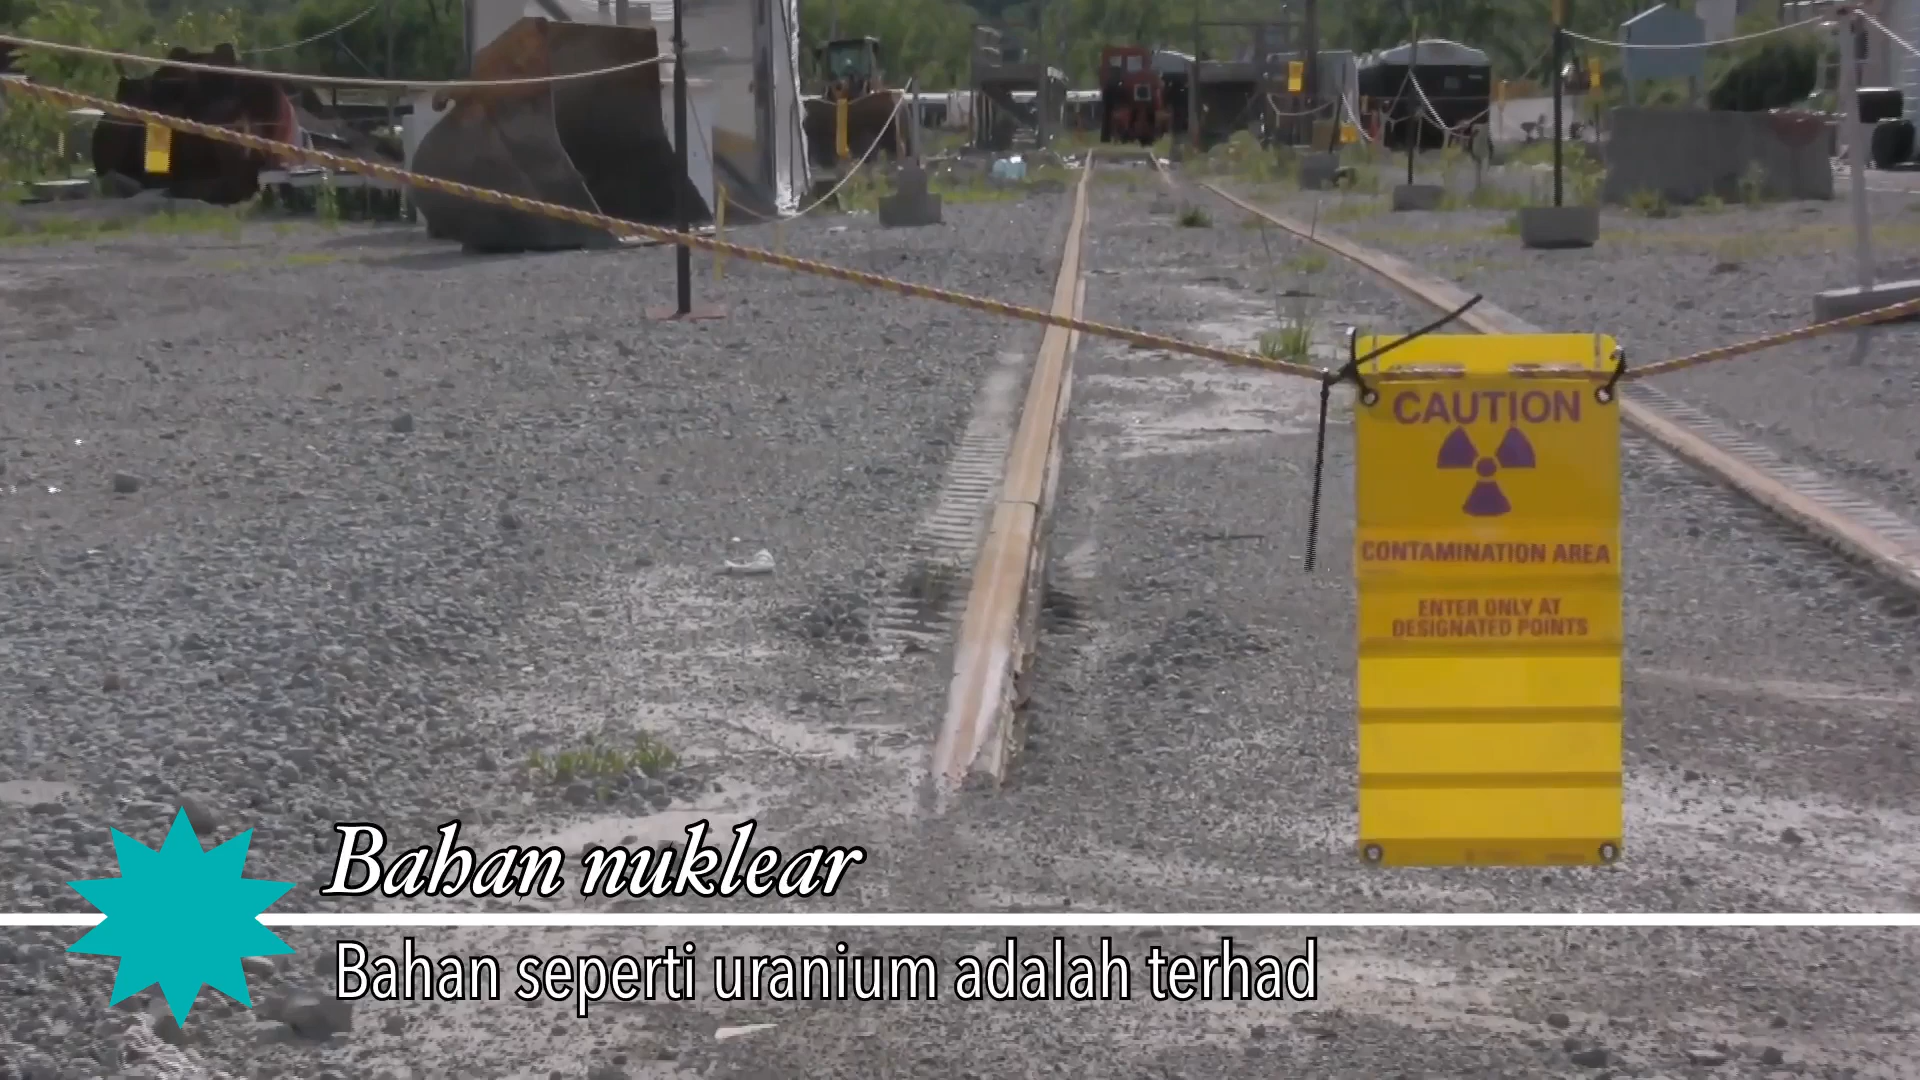 CAUTION
CONTAMINATION AREA
ENTER ONLY AT
DESIGNATED POINTS
Bahan nuklear
Bahan seperti uranium adalah terhad